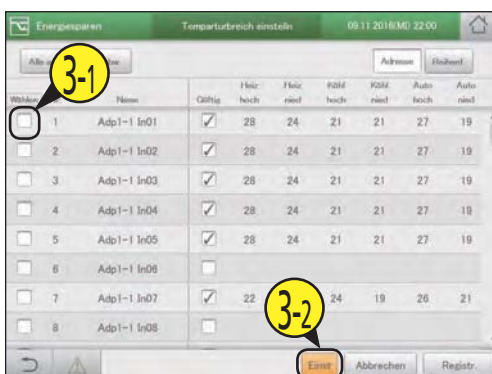 Energiesparen Temparturbreich einstelln 09.11.2016(MI) 22:00
Alle
Adresse Reihenf.
3-1
Heiz hoch Heiz nied Kühl hoch Kühl nied Auto hoch Auto nied
Wählen Name Gültig
1 Adp1-1 In01 28 24 21 21 27 19
2 Adp1-1 In02 28 24 21 21 27 19
3 Adp1-1 In03 28 24 21 21 27 19
4 Adp1-1 In04 28 24 21 21 27 19
5 Adp1-1 In05 28 24 21 21 27 19
6 Adp1-1 In06
7 Adp1-1 In07 22 24 19 26 21
8 Adp1-1 In08
3-2
Einst Abbrechen Registr.